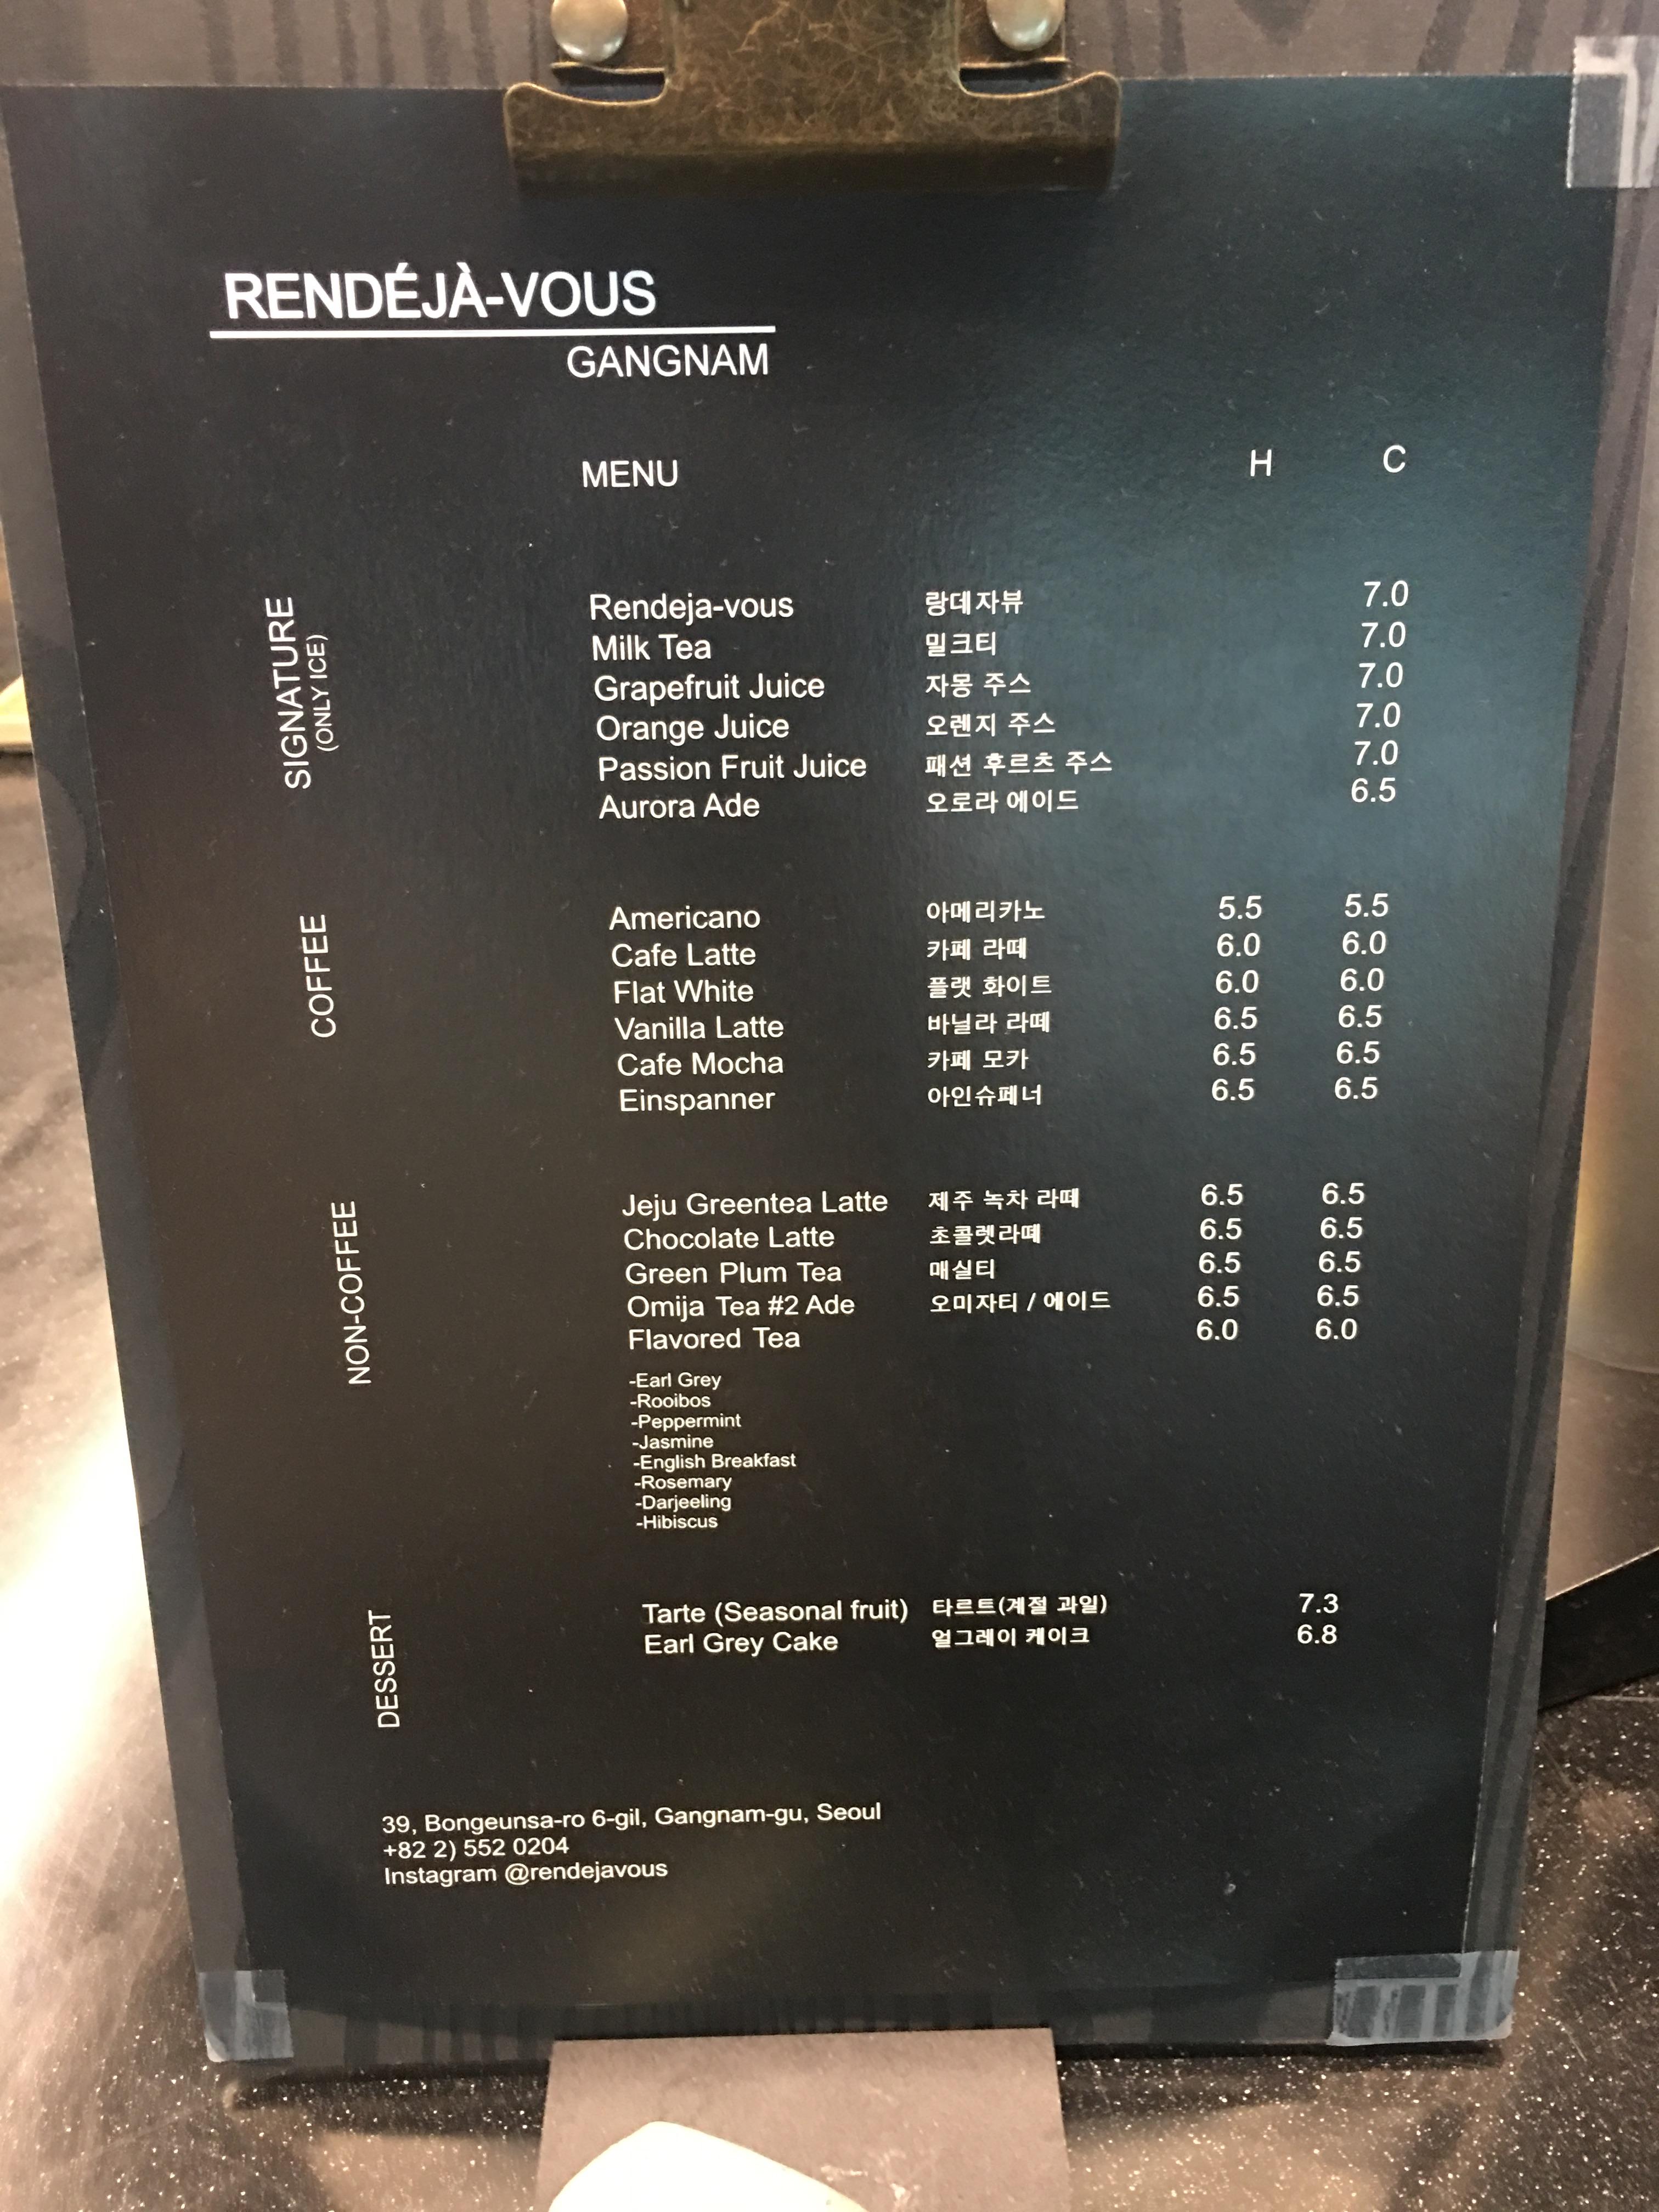 RENDÉJÀ-VOUS
GANGNAM
MENU H C
SIGNATURE
(ONLY ICE)
Rendeja-vous 랑데자뷰 7.0
Milk Tea 밀크티 7.0
Grapefruit Juice 자몽 주스 7.0
Orange Juice 오렌지 주스 7.0
Passion Fruit Juice 패션 후르츠 주스 7.0
Aurora Ade 오로라 에이드 6.5
COFFEE
Americano 아메리카노 5.5 5.5
Cafe Latte 카페 라떼 6.0 6.0
Flat White 플랫 화이트 6.0 6.0
Vanilla Latte 바닐라 라떼 6.5 6.5
Cafe Mocha 카페 모카 6.5 6.5
Einspanner 아인슈페너 6.5 6.5
NON-COFFEE
Jeju Greentea Latte 제주 녹차 라떼 6.5 6.5
Chocolate Latte 초콜렛라떼 6.5 6.5
Green Plum Tea 매실티 6.5 6.5
Omija Tea #2 Ade 오미자티 / 에이드 6.5 6.5
Flavored Tea 6.0 6.0
-Earl Grey
-Rooibos
-Peppermint
-Jasmine
-English Breakfast
-Rosemary
-Darjeeling
-Hibiscus
DESSERT
Tarte (Seasonal fruit) 타르트(계절 과일) 7.3
Earl Grey Cake 얼그레이 케이크 6.8
39, Bongeunsa-ro 6-gil, Gangnam-gu, Seoul
+82 2) 552 0204
Instagram @rendejavous